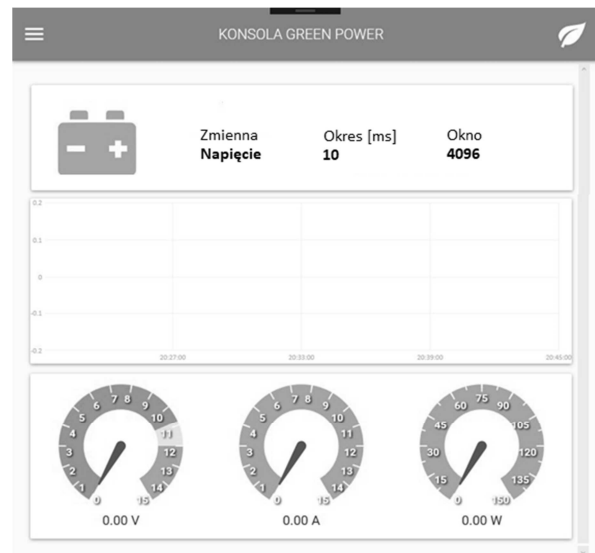 KONSOLA GREEN POWER
Zmienna Okres [ms] Okno
Napięcie 10 4096
0.2
0.1
0
-0.1
-0.2
20:27:00 20:33:00 20:39:00 20:45:00
0 1 2 3 4 5 6 7 8 9 10 11 12 13 14 15
0.00 V
0 1 2 3 4 5 6 7 8 9 10 11 12 13 14 15
0.00 A
0 15 30 45 60 75 90 105 120 135 150
0.00 W